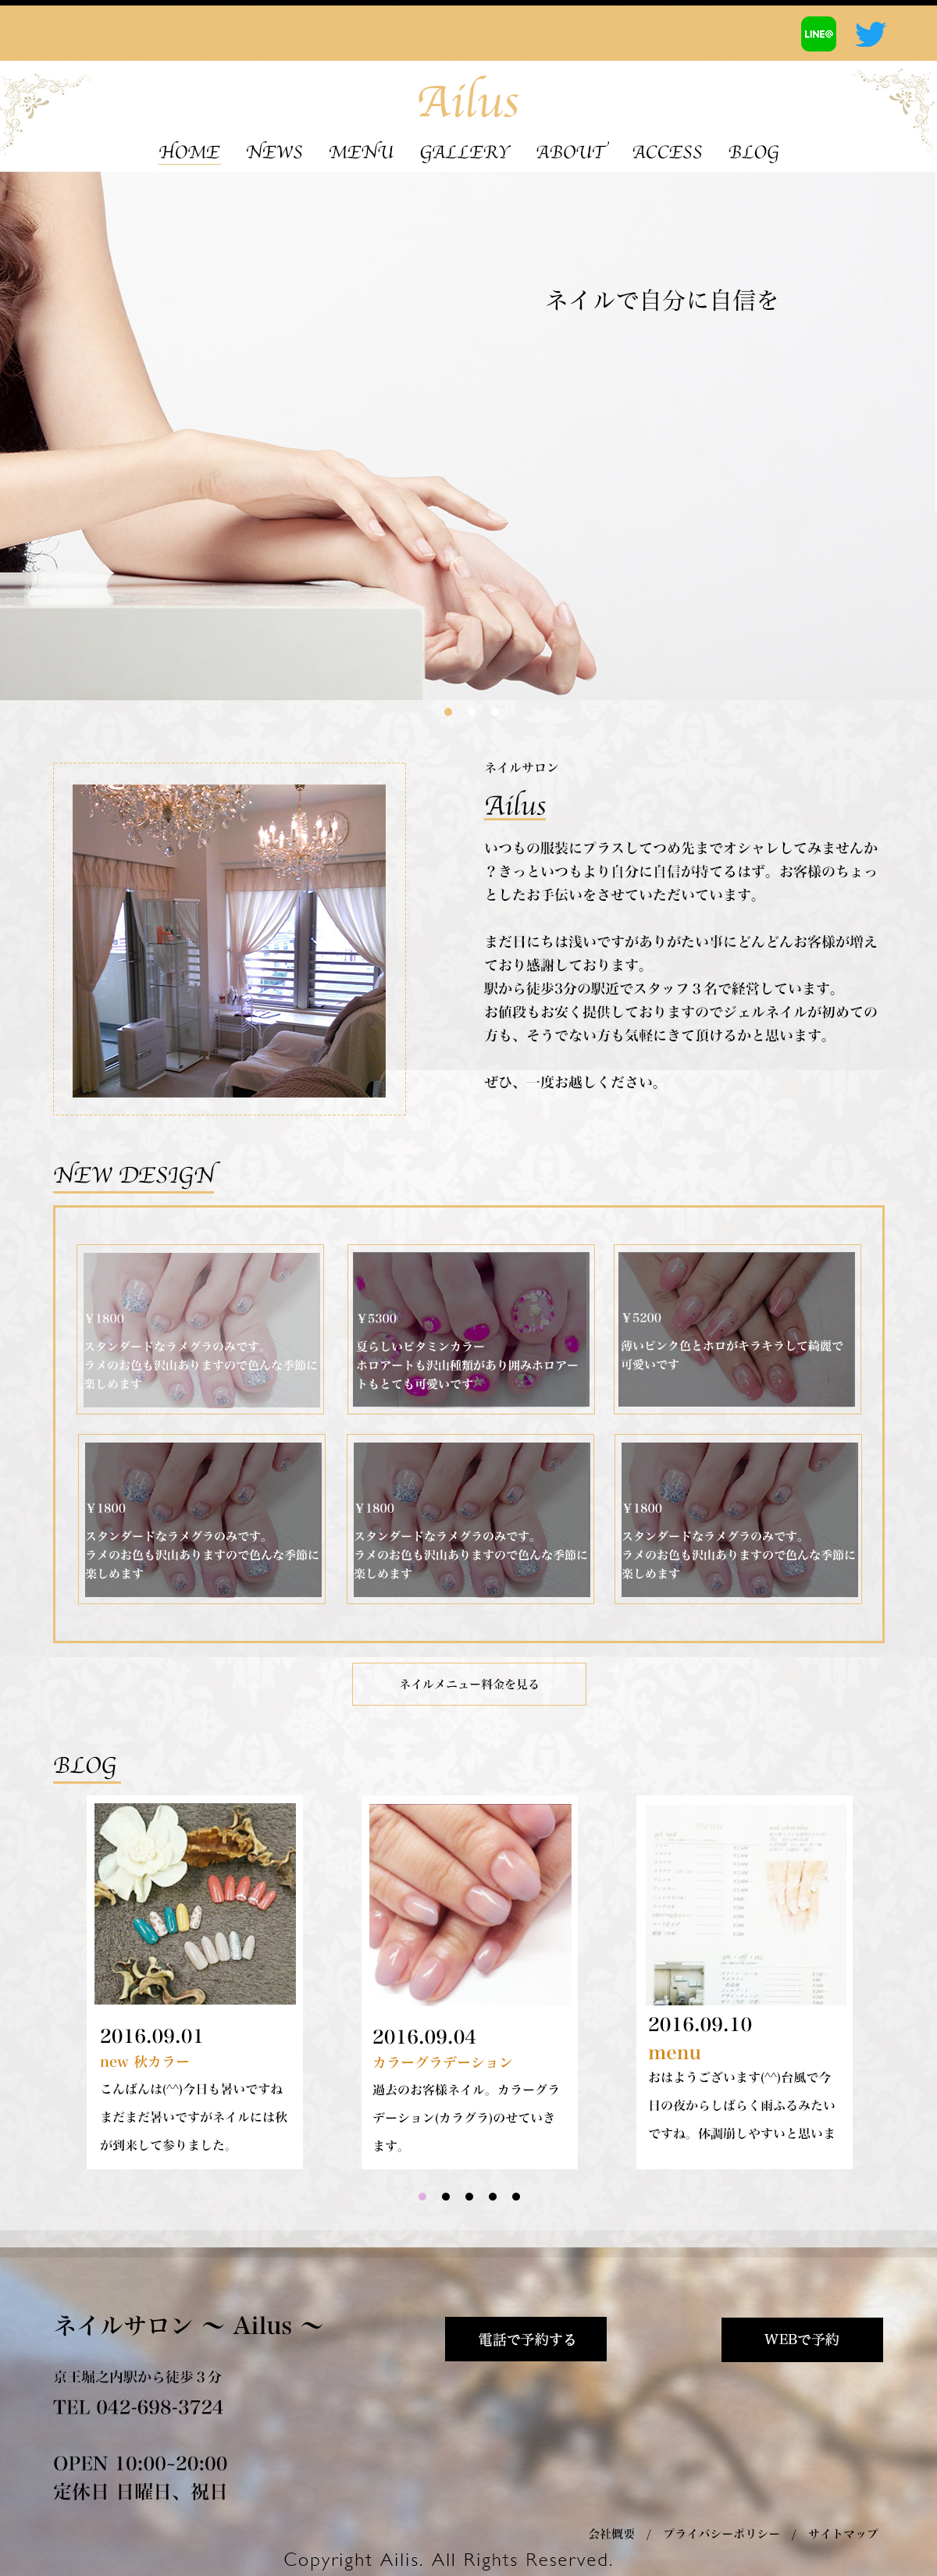 LINE@
Ailus
HOME NEWS MENU GALLERY ABOUT ACCESS BLOG
ネイルで自分に自信を
ネイルサロン
Ailus
いつもの服装にプラスしてつめ先までオシャレしてみませんか
？きっといつもより自分に自信が持てるはず。お客様のちょっ
としたお手伝いをさせていただいています。
まだ日にちは浅いですがありがたい事にどんどんお客様が増え
ており感謝しております。
駅から徒歩3分の駅近でスタッフ３名で経営しています。
お値段もお安く提供しておりますのでジェルネイルが初めての
方も、そうでない方も気軽にきて頂けるかと思います。
ぜひ、一度お越しください。
NEW DESIGN
￥1800
スタンダードなラメグラのみです。
ラメのお色も沢山ありますので色んな季節に
楽しめます
￥5300
夏らしいビタミンカラー
ホロアートも沢山種類があり囲みホロアー
トもとても可愛いです
￥5200
薄いピンク色とホロがキラキラして綺麗で
可愛いです
￥1800
スタンダードなラメグラのみです。
ラメのお色も沢山ありますので色んな季節に
楽しめます
￥1800
スタンダードなラメグラのみです。
ラメのお色も沢山ありますので色んな季節に
楽しめます
￥1800
スタンダードなラメグラのみです。
ラメのお色も沢山ありますので色んな季節に
楽しめます
ネイルメニュー料金を見る
BLOG
2016.09.01
new 秋カラー
こんばんは(^^)今日も暑いですね
まだまだ暑いですがネイルには秋
が到来して参りました。
2016.09.04
カラーグラデーション
過去のお客様ネイル。カラーグラ
デーション(カラグラ)のせていき
ます。
menu
2016.09.10
menu
おはようございます(^^)台風で今
日の夜からしばらく雨ふるみたい
ですね。体調崩しやすいと思いま
ネイルサロン ～ Ailus ～
電話で予約する
WEBで予約
京王堀之内駅から徒歩３分
TEL 042-698-3724
OPEN 10:00~20:00
定休日 日曜日、祝日
会社概要 / プライバシーポリシー / サイトマップ
Copyright Ailis. All Rights Reserved.